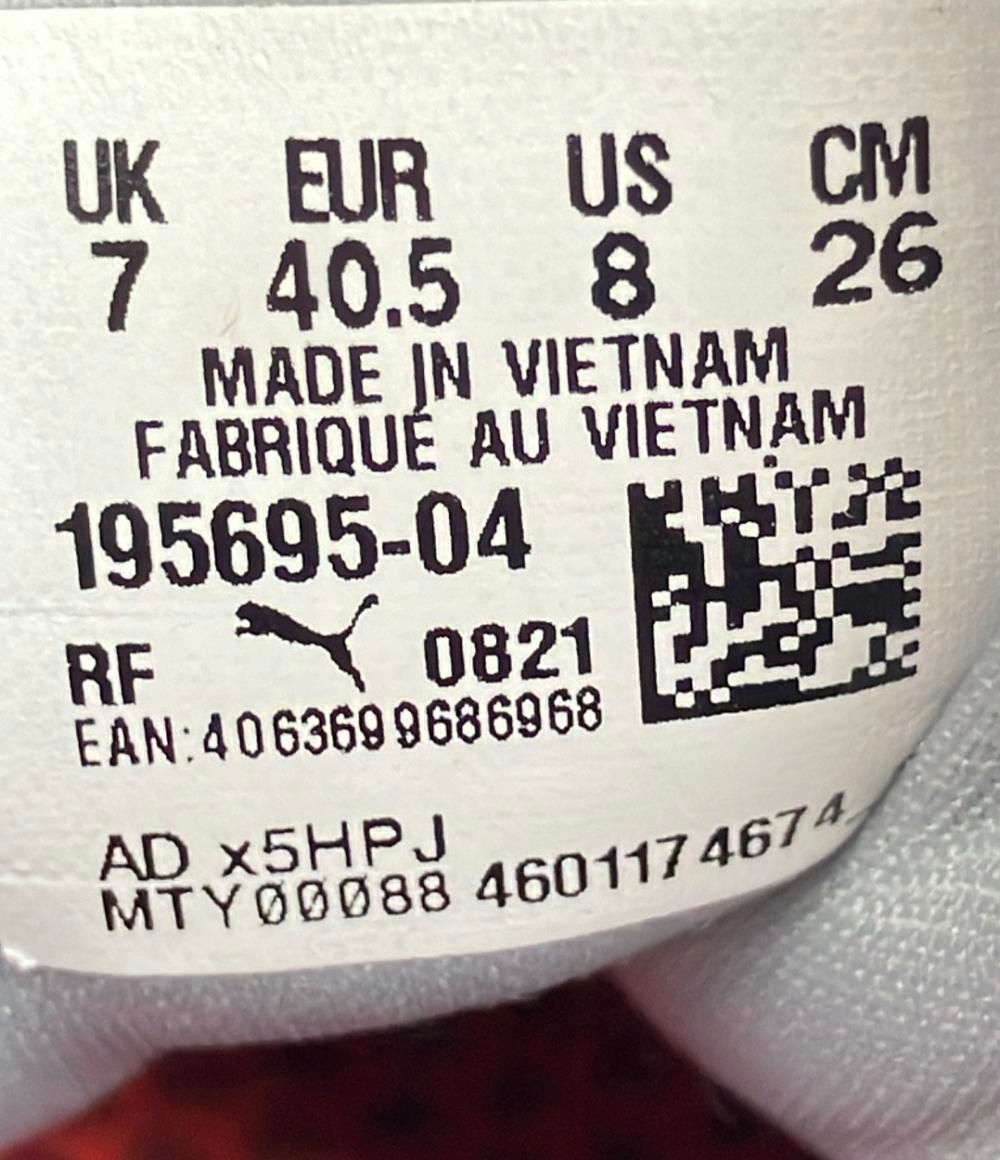 UK EUR US CM
7 40.5 8 26
MADE IN VIETNAM
FABRIQUÉ AU VIETNAM
195695-04
RF 0821
EAN:4063699686968
AD x5HPJ
MTY00088 4601174674